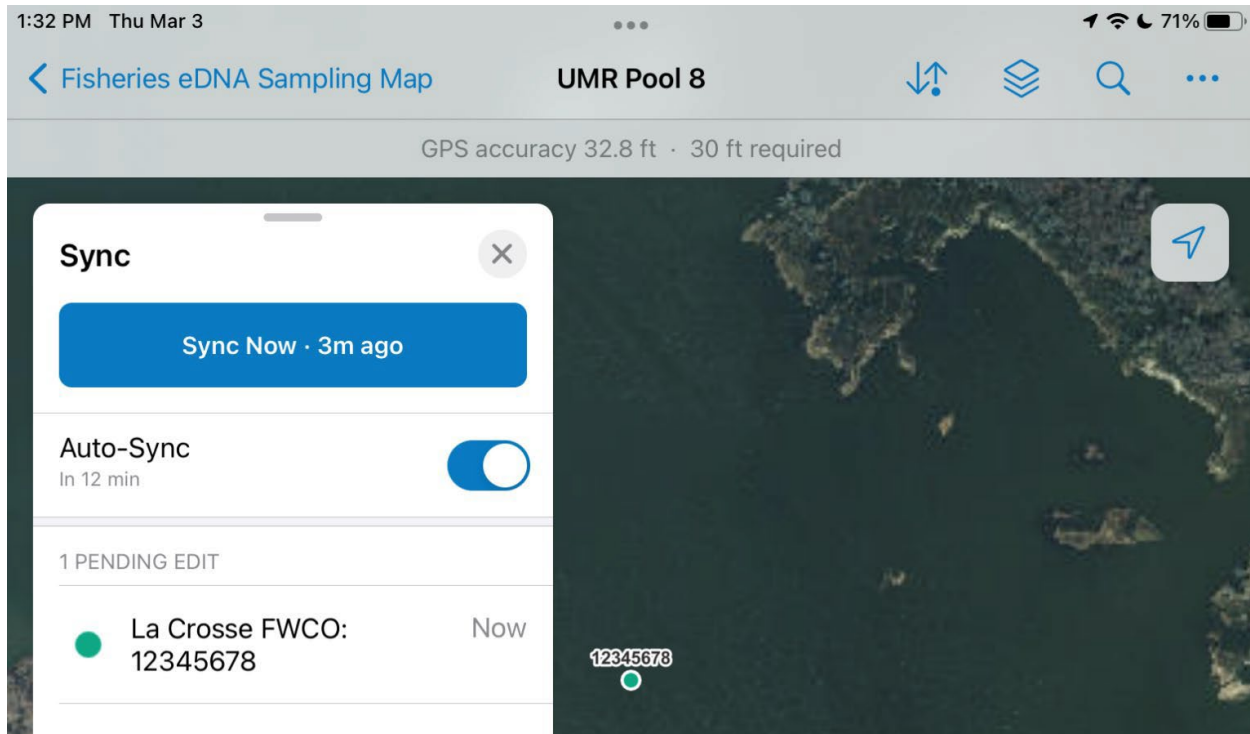 1:32 PM Thu Mar 3
71%
Fisheries eDNA Sampling Map
UMR Pool 8
GPS accuracy 32.8 ft · 30 ft required
Sync
Sync Now · 3m ago
Auto-Sync
In 12 min
1 PENDING EDIT
La Crosse FWCO:
12345678
Now
12345678